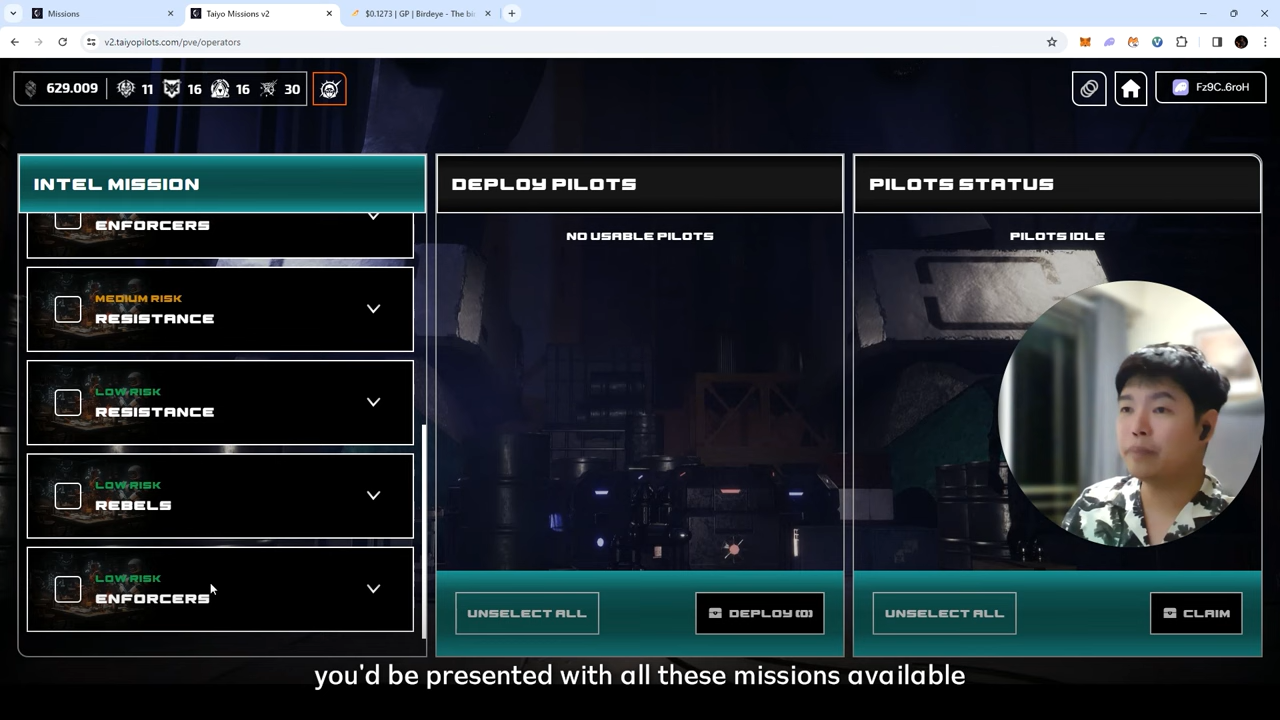 Missions
Taiyo Missions v2
$0.1273 | GP | Birdeye - The bi
v2.taiyopilots.com/pve/operators
629.009 11 16 16 30
Fz9C..6roH
INTEL MISSION
ENFORCERS
MEDIUM RISK
RESISTANCE
LOW RISK
RESISTANCE
LOW RISK
REBELS
LOW RISK
ENFORCERS
DEPLOY PILOTS
NO USABLE PILOTS
UNSELECT ALL DEPLOY (0)
PILOTS STATUS
PILOTS IDLE
UNSELECT ALL CLAIM
you'd be presented with all these missions available